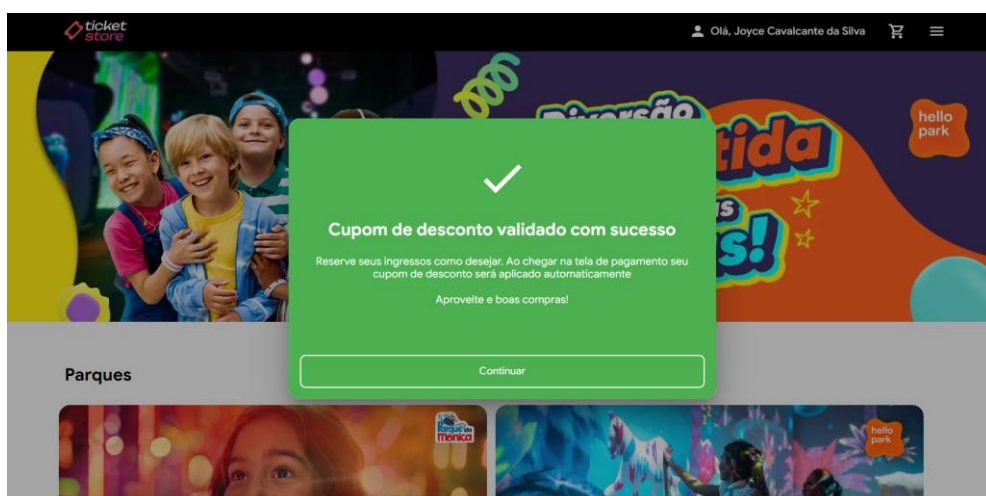 ticket
store
Olá, Joyce Cavalcante da Silva
Diversão
hello
park
Cupom de desconto validado com sucesso
Reserve seus ingressos como desejar. Ao chegar na tela de pagamento seu
cupom de desconto será aplicado automaticamente
Aproveite e boas compras!
Continuar
Parques
Parque da
Mônica
hello
park